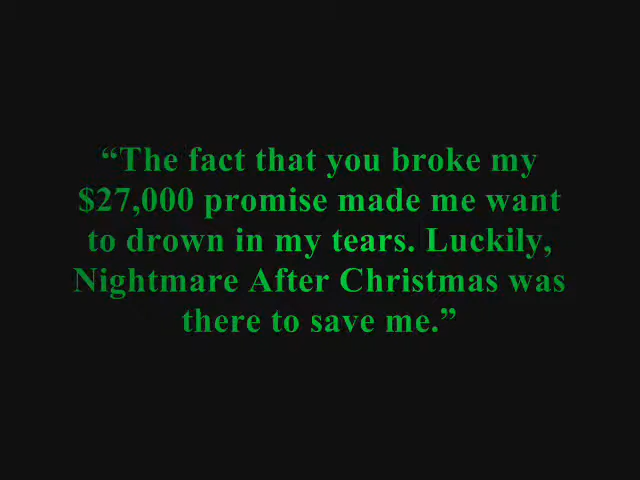 “The fact that you broke my
$27,000 promise made me want
to drown in my tears. Luckily,
Nightmare After Christmas was
there to save me.”